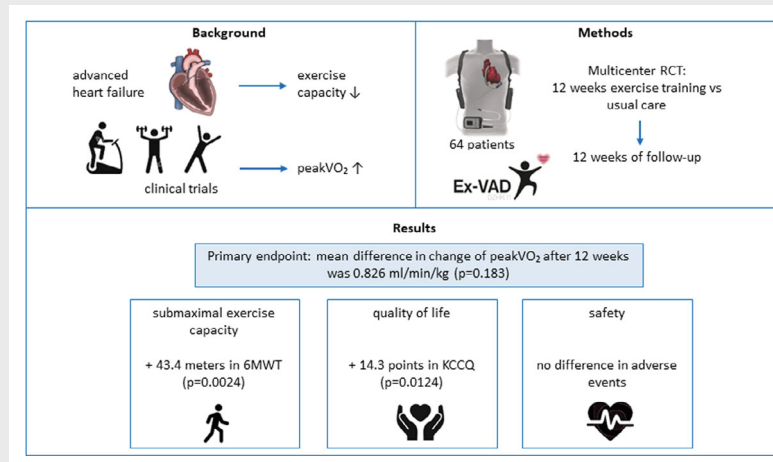 Background
advanced
heart failure
exercise
capacity ↓
clinical trials
peakVO₂ ↑
Methods
64 patients
Multicenter RCT:
12 weeks exercise training vs
usual care
12 weeks of follow-up
Ex-VAD
Results
Primary endpoint: mean difference in change of peakVO₂ after 12 weeks
was 0.826 ml/min/kg (p=0.183)
submaximal exercise
capacity
+ 43.4 meters in 6MWT
(p=0.0024)
quality of life
+ 14.3 points in KCCQ
(p=0.0124)
safety
no difference in adverse
events